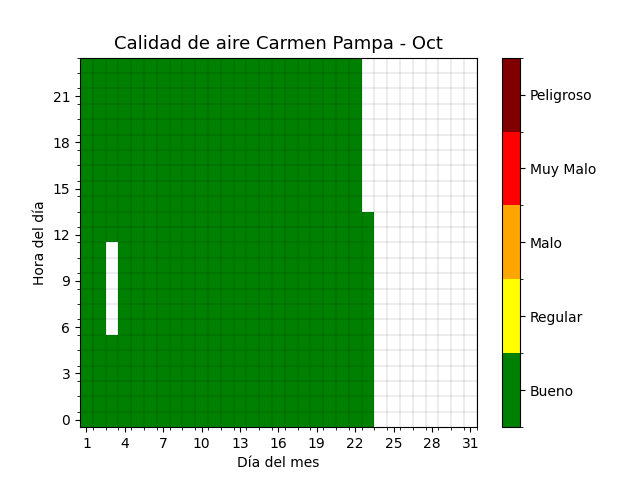 Calidad de aire Carmen Pampa - Oct
Hora del día
21
18
15
12
9
6
3
0
1 4 7 10 13 16 19 22 25 28 31
Día del mes
Peligroso
Muy Malo
Malo
Regular
Bueno